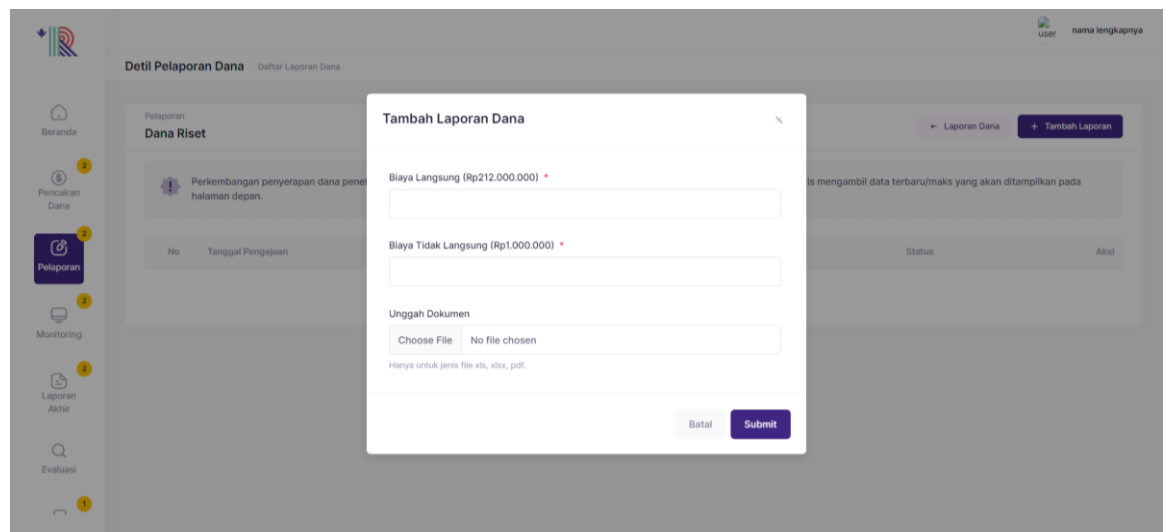 user
nama lengkapnya
Detil Pelaporan Dana
Daftar Laporan Dana
Beranda
2
Pencairan
Dana
2
Pelaporan
2
Monitoring
2
Laporan
Akhir
Evaluasi
1
Pelaporan
Dana Riset
← Laporan Dana
+ Tambah Laporan
Perkembangan penyerapan dana pene
is mengambil data terbaru/maks yang akan ditampilkan pada
halaman depan.
No Tanggal Pengajuan Status Aksi
Tambah Laporan Dana
Biaya Langsung (Rp212.000.000) *
Biaya Tidak Langsung (Rp1.000.000) *
Unggah Dokumen
Choose File No file chosen
Hanya untuk jenis file xls, xlsx, pdf.
Batal
Submit